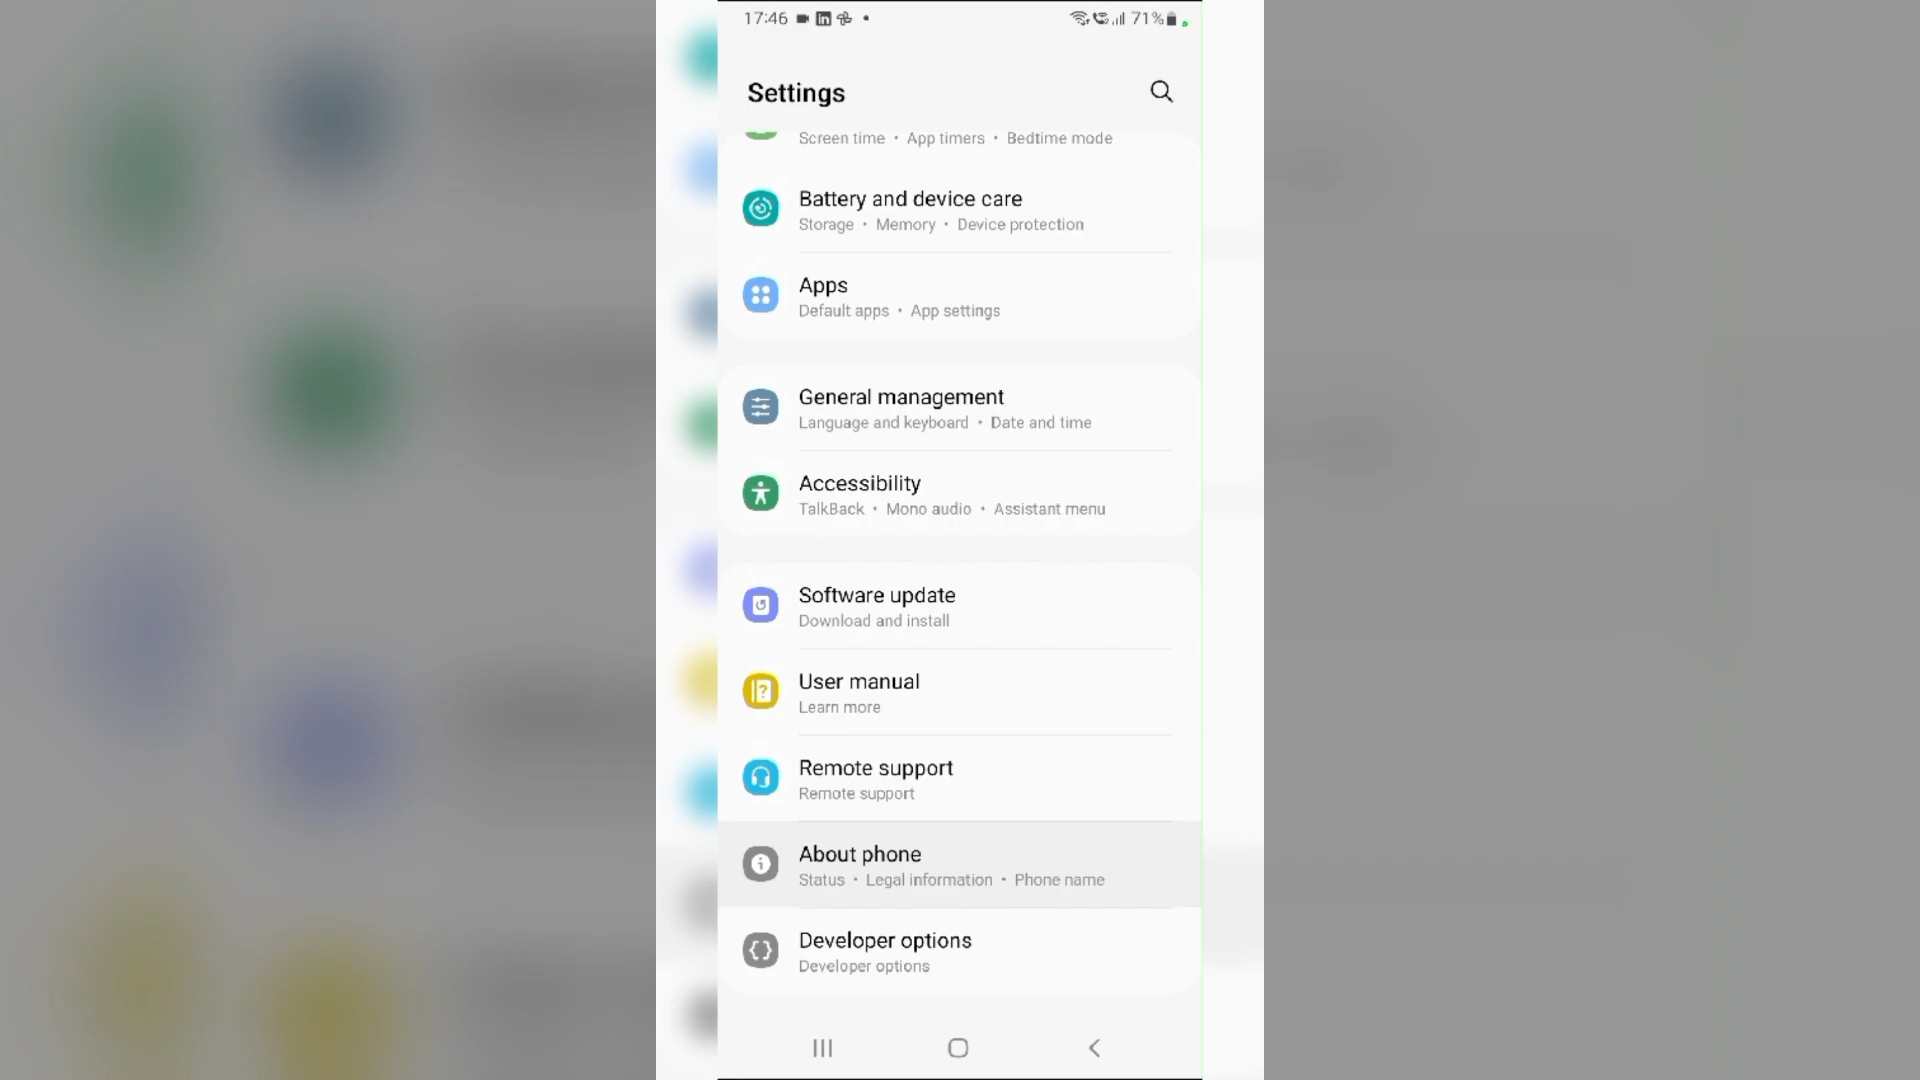 17:46
71%
Settings
Screen time • App timers • Bedtime mode
Battery and device care
Storage • Memory • Device protection
Apps
Default apps • App settings
General management
Language and keyboard • Date and time
Accessibility
TalkBack • Mono audio • Assistant menu
Software update
Download and install
User manual
Learn more
Remote support
Remote support
About phone
Status • Legal information • Phone name
Developer options
Developer options